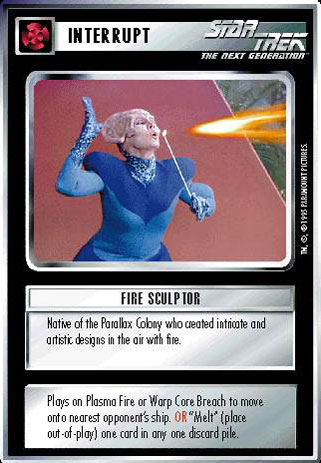 INTERRUPT
STAR TREK
THE NEXT GENERATION
TM, ®, © 1995 PARAMOUNT PICTURES.
FIRE SCULPTOR
Native of the Parallax Colony who created intricate and
artistic designs in the air with fire.
Plays on Plasma Fire or Warp Core Breach to move
onto nearest opponent's ship. OR "Melt" (place
out-of-play) one card in any one discard pile.